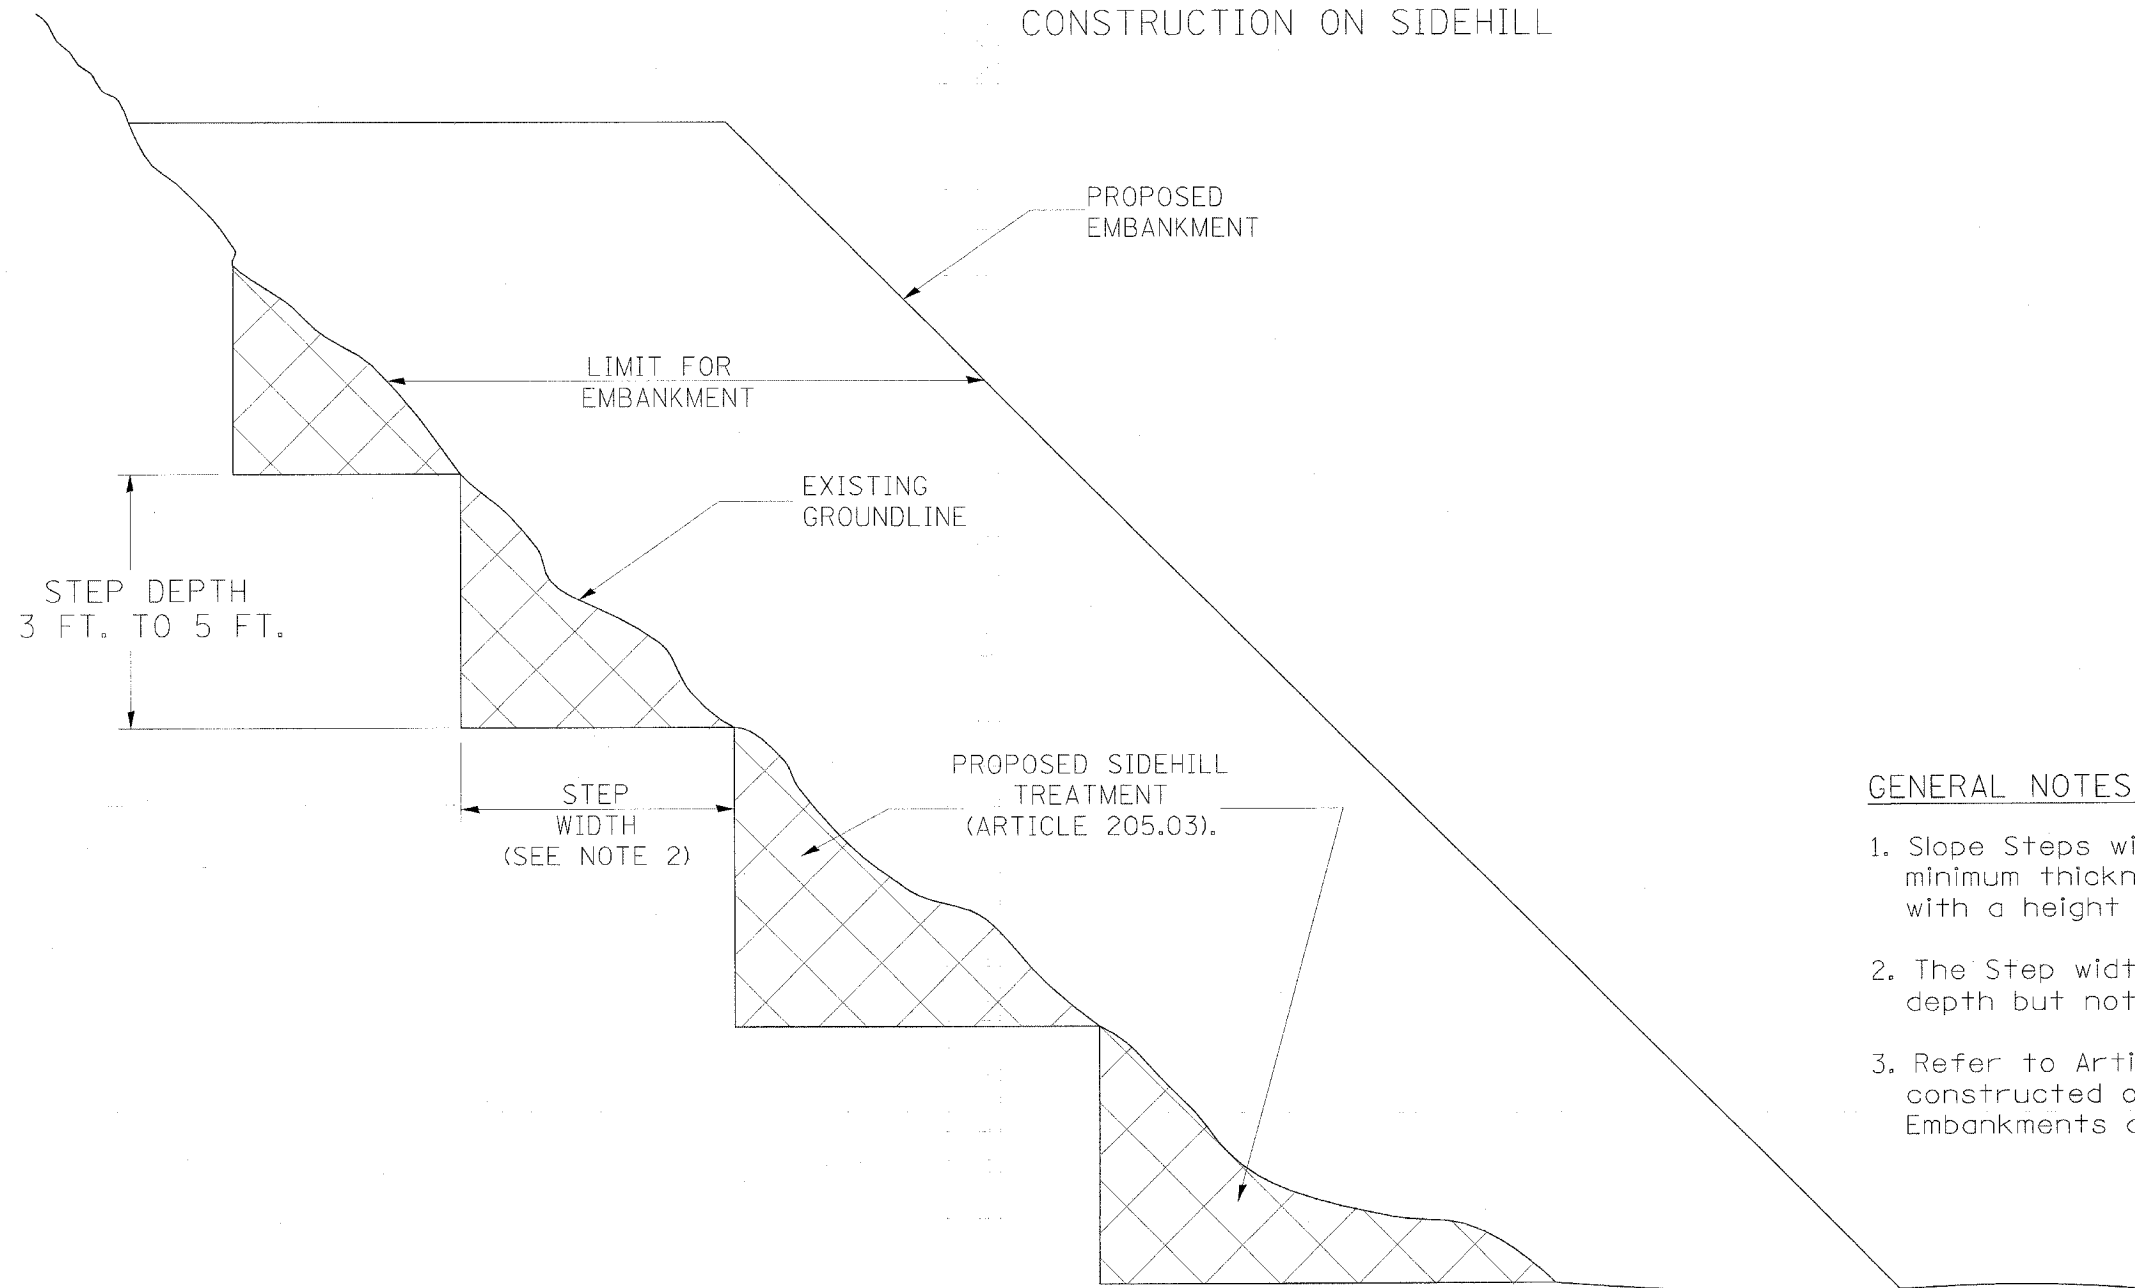 CONSTRUCTION ON SIDEHILL
PROPOSED
EMBANKMENT
LIMIT FOR
EMBANKMENT
EXISTING
GROUNDLINE
STEP DEPTH
3 FT. TO 5 FT.
PROPOSED SIDEHILL
TREATMENT
(ARTICLE 205.03).
STEP
WIDTH
(SEE NOTE 2)
GENERAL NOTES
1. Slope Steps wi
minimum thickn
with a height
2. The Step widt
depth but not
3. Refer to Arti
constructed o
Embankments o